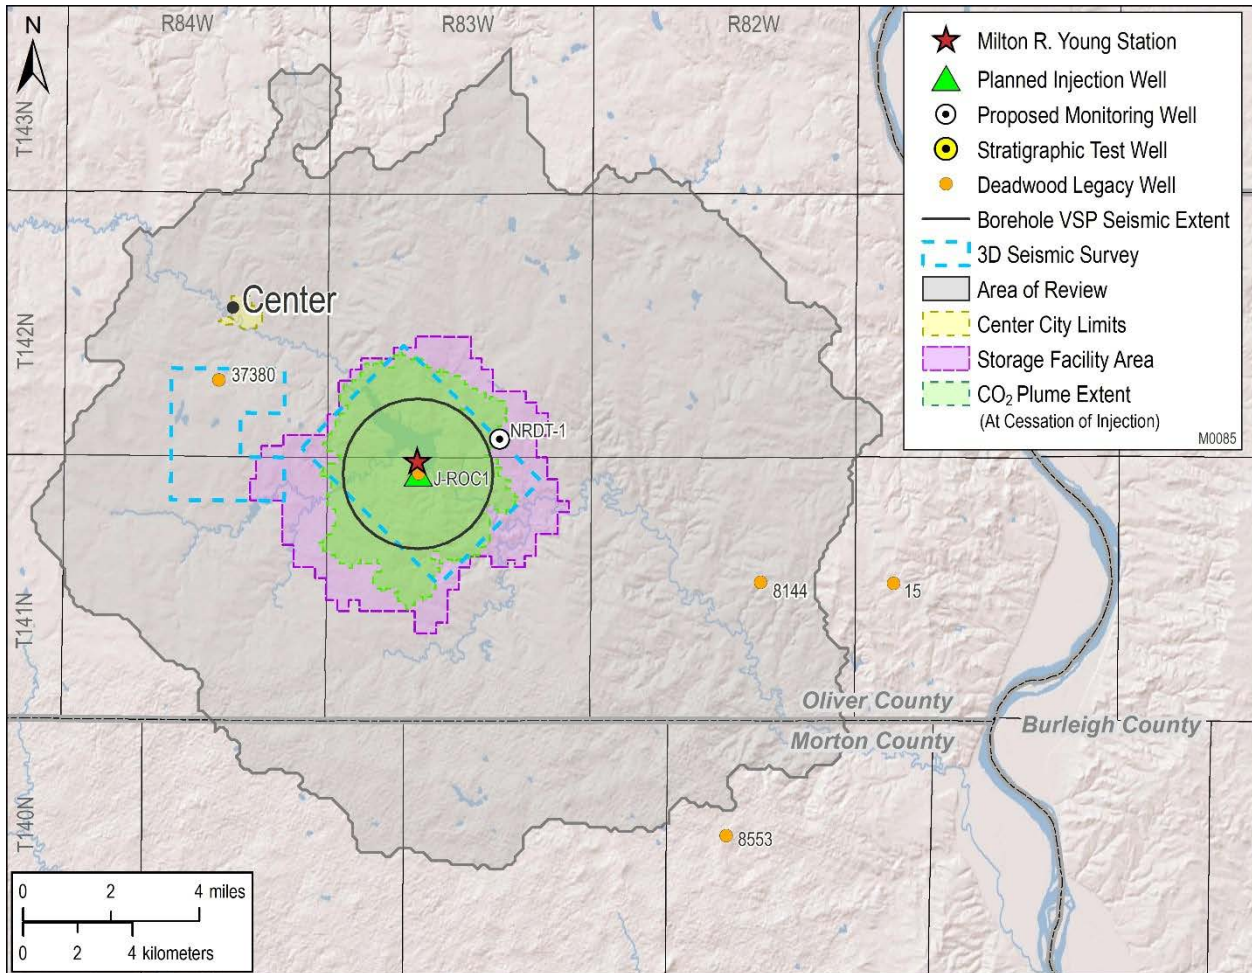 R84W
R83W
R82W
N
T143N
T142N
T141N
T140N
Milton R. Young Station
Planned Injection Well
Proposed Monitoring Well
Stratigraphic Test Well
Deadwood Legacy Well
Borehole VSP Seismic Extent
3D Seismic Survey
Area of Review
Center City Limits
Storage Facility Area
CO₂ Plume Extent
(At Cessation of Injection)
M0085
Center
37380
NRDT-1
J-ROC1
8144
15
Oliver County
Morton County
Burleigh County
8553
0 2 4 miles
0 2 4 kilometers